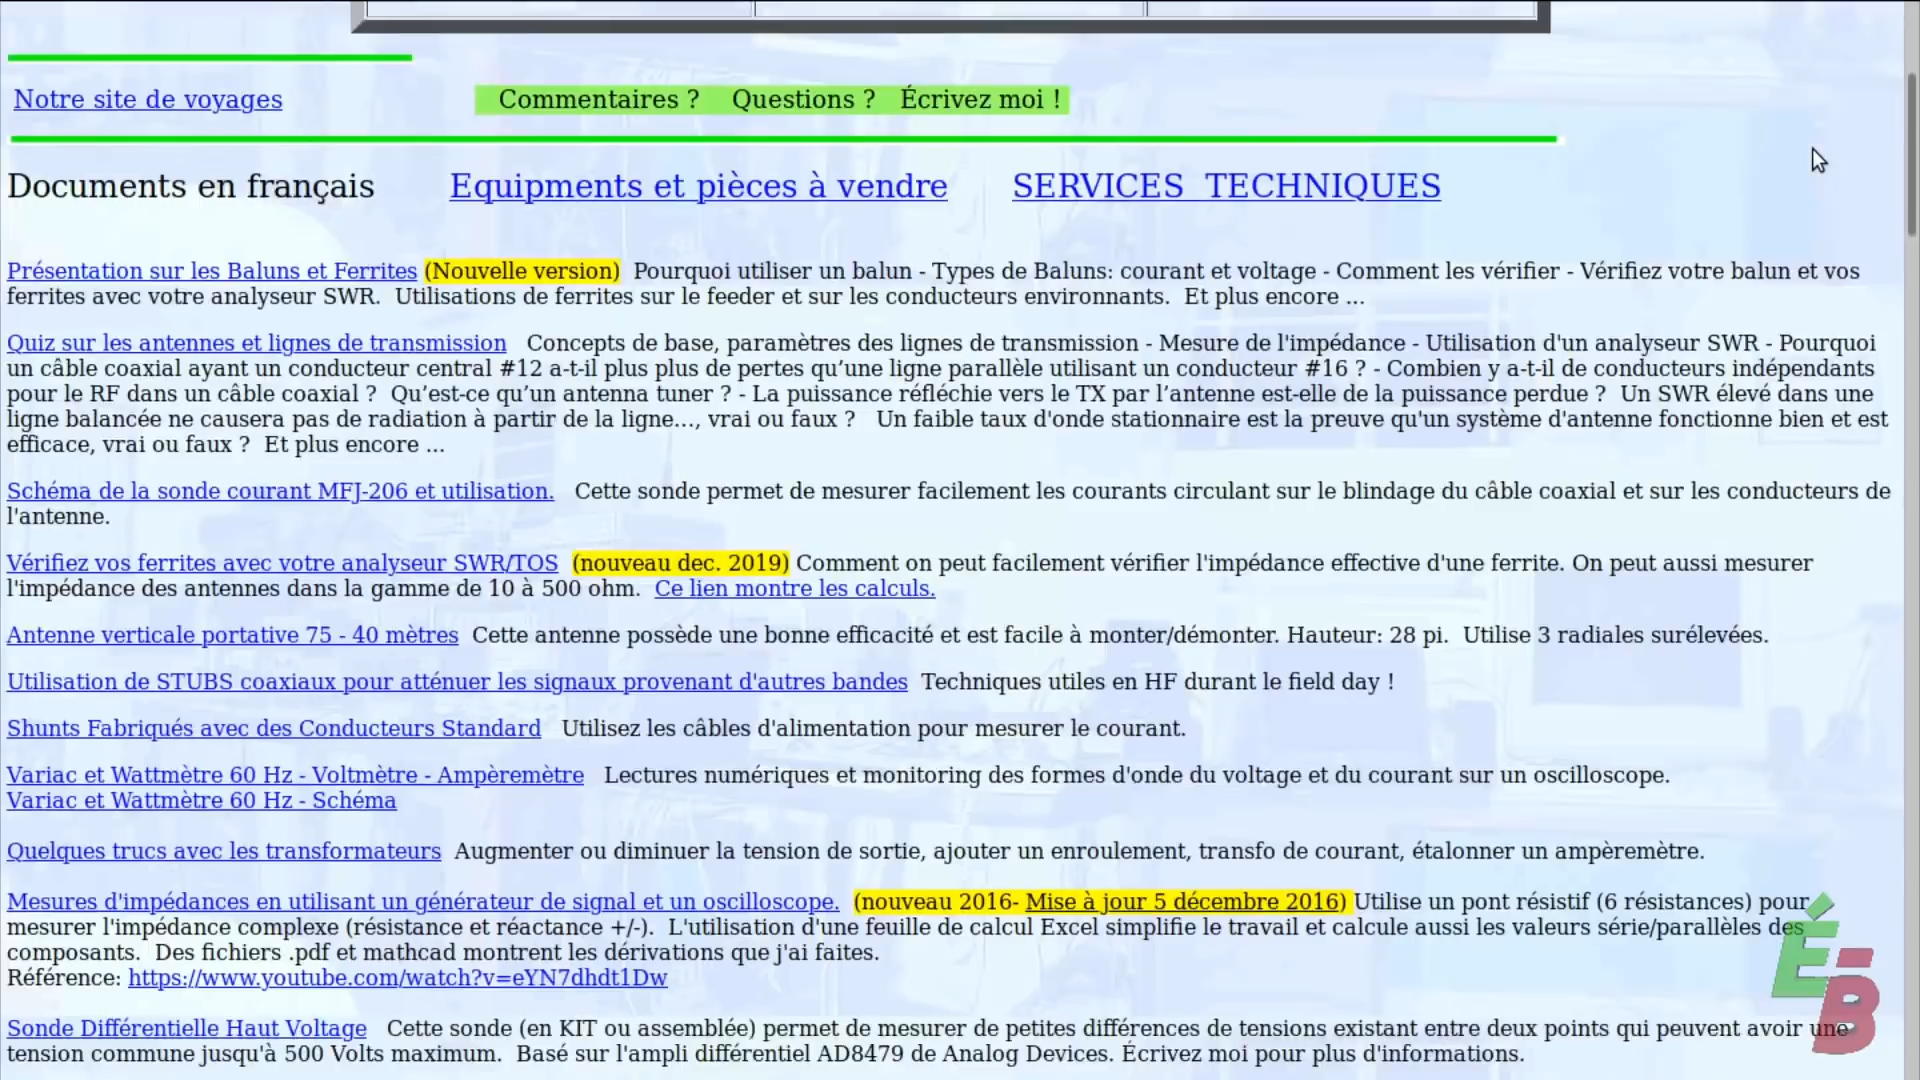 Notre site de voyages
Commentaires ? Questions ? Écrivez moi !
Documents en français Equipments et pièces à vendre SERVICES TECHNIQUES
Présentation sur les Baluns et Ferrites (Nouvelle version) Pourquoi utiliser un balun - Types de Baluns: courant et voltage - Comment les vérifier - Vérifiez votre balun et vos
ferrites avec votre analyseur SWR. Utilisations de ferrites sur le feeder et sur les conducteurs environnants. Et plus encore ...
Quiz sur les antennes et lignes de transmission Concepts de base, paramètres des lignes de transmission - Mesure de l'impédance - Utilisation d'un analyseur SWR - Pourquoi
un câble coaxial ayant un conducteur central #12 a-t-il plus plus de pertes qu’une ligne parallèle utilisant un conducteur #16 ? - Combien y a-t-il de conducteurs indépendants
pour le RF dans un câble coaxial ? Qu’est-ce qu’un antenna tuner ? - La puissance réfléchie vers le TX par l’antenne est-elle de la puissance perdue ? Un SWR élevé dans une
ligne balancée ne causera pas de radiation à partir de la ligne..., vrai ou faux ? Un faible taux d'onde stationnaire est la preuve qu'un système d'antenne fonctionne bien et est
efficace, vrai ou faux ? Et plus encore ...
Schéma de la sonde courant MFJ-206 et utilisation. Cette sonde permet de mesurer facilement les courants circulant sur le blindage du câble coaxial et sur les conducteurs de
l'antenne.
Vérifiez vos ferrites avec votre analyseur SWR/TOS (nouveau dec. 2019) Comment on peut facilement vérifier l'impédance effective d'une ferrite. On peut aussi mesurer
l'impédance des antennes dans la gamme de 10 à 500 ohm. Ce lien montre les calculs.
Antenne verticale portative 75 - 40 mètres Cette antenne possède une bonne efficacité et est facile à monter/démonter. Hauteur: 28 pi. Utilise 3 radiales surélevées.
Utilisation de STUBS coaxiaux pour atténuer les signaux provenant d'autres bandes Techniques utiles en HF durant le field day !
Shunts Fabriqués avec des Conducteurs Standard Utilisez les câbles d'alimentation pour mesurer le courant.
Variac et Wattmètre 60 Hz - Voltmètre - Ampèremètre Lectures numériques et monitoring des formes d'onde du voltage et du courant sur un oscilloscope.
Variac et Wattmètre 60 Hz - Schéma
Quelques trucs avec les transformateurs Augmenter ou diminuer la tension de sortie, ajouter un enroulement, transfo de courant, étalonner un ampèremètre.
Mesures d'impédances en utilisant un générateur de signal et un oscilloscope. (nouveau 2016- Mise à jour 5 décembre 2016) Utilise un pont résistif (6 résistances) pour
mesurer l'impédance complexe (résistance et réactance +/-). L'utilisation d'une feuille de calcul Excel simplifie le travail et calcule aussi les valeurs série/parallèles des
composants. Des fichiers .pdf et mathcad montrent les dérivations que j'ai faites.
Référence: https://www.youtube.com/watch?v=eYN7dhdt1Dw
Sonde Différentielle Haut Voltage Cette sonde (en KIT ou assemblée) permet de mesurer de petites différences de tensions existant entre deux points qui peuvent avoir une
tension commune jusqu'à 500 Volts maximum. Basé sur l'ampli différentiel AD8479 de Analog Devices. Écrivez moi pour plus d'informations.
É-B